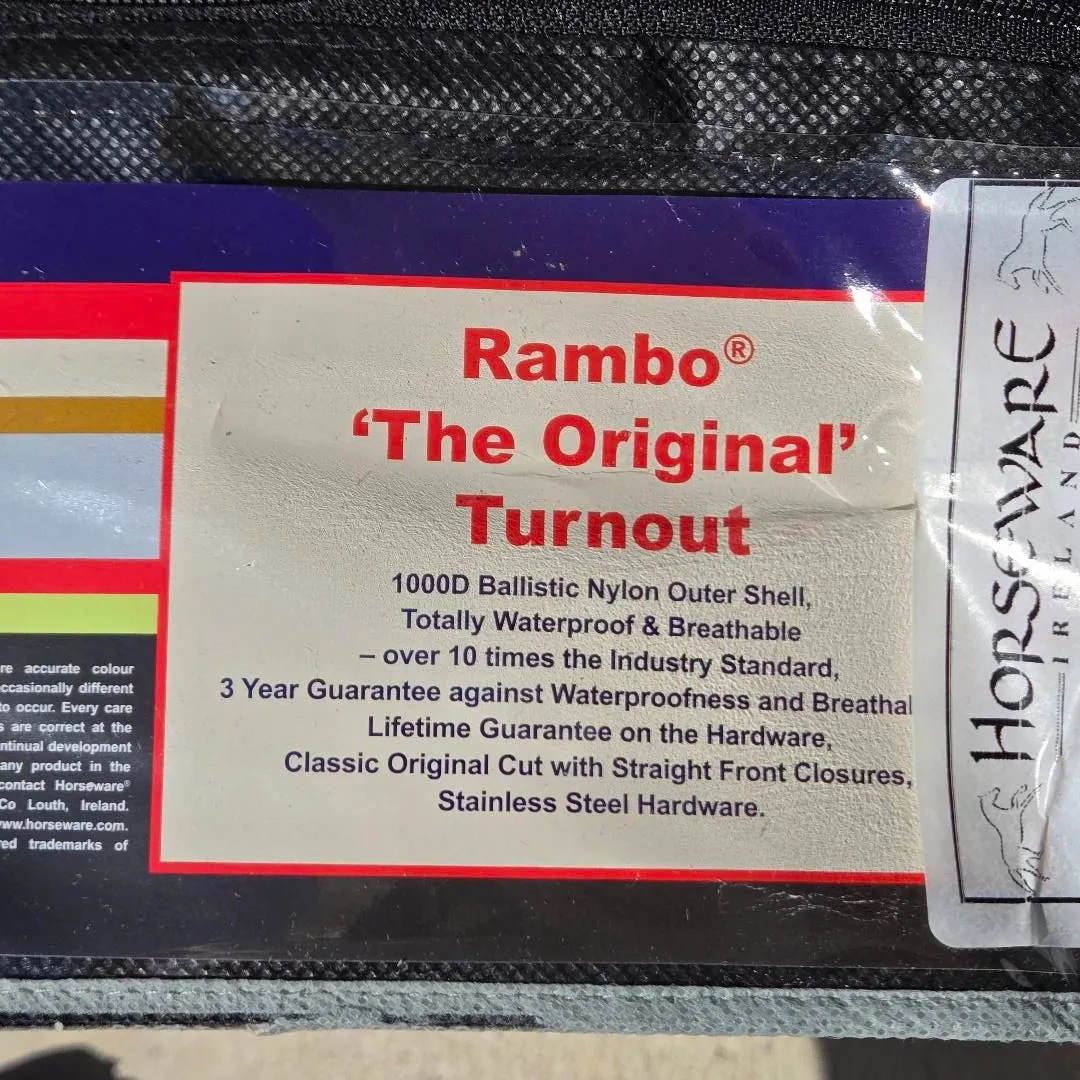 Rambo®
‘The Original’
Turnout
1000D Ballistic Nylon Outer Shell,
Totally Waterproof & Breathable
– over 10 times the Industry Standard,
3 Year Guarantee against Waterproofness and Breathal
Lifetime Guarantee on the Hardware,
Classic Original Cut with Straight Front Closures,
Stainless Steel Hardware.
re accurate colour
ccasionally different
to occur. Every care
s are correct at the
ntinual development
any product in the
contact Horseware®
Co Louth, Ireland.
www.horseware.com.
red trademarks of
HORSEWARE
IRELAND